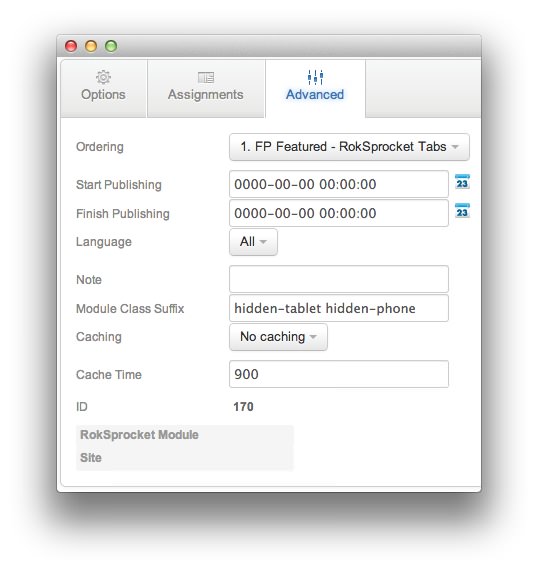 Options Assignments Advanced
Ordering 1. FP Featured - RokSprocket Tabs
Start Publishing 0000-00-00 00:00:00 23
Finish Publishing 0000-00-00 00:00:00 23
Language All
Note
Module Class Suffix hidden-tablet hidden-phone
Caching No caching
Cache Time 900
ID 170
RokSprocket Module
Site